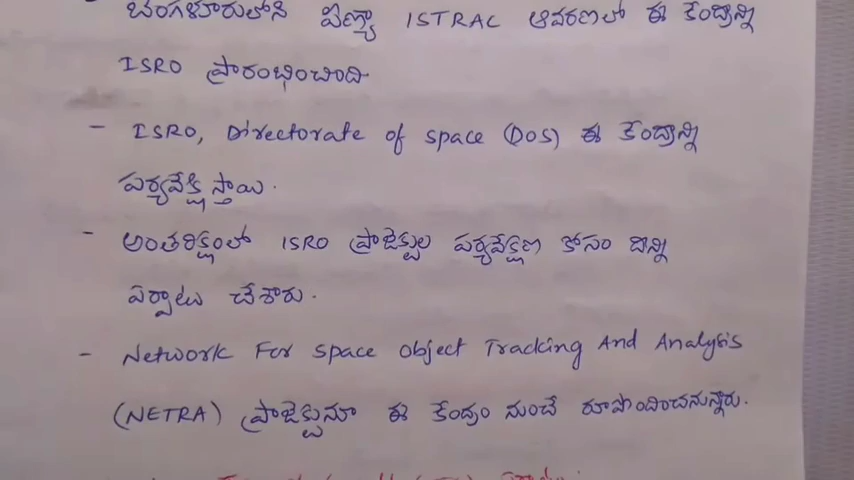 బెంగళూరులోని పీణ్యా ISTRAC ఆవరణలో ఈ కేంద్రాన్ని
ISRO ప్రారంభించింది
- ISRO, Directorate of space (DOS) ఈ కేంద్రాన్ని
పర్యవేక్షిస్తాయి.
- అంతరిక్షంలో ISRO ప్రాజెక్టుల పర్యవేక్షణ కోసం దీన్ని
ఏర్పాటు చేశారు.
- Network For Space Object Tracking And Analysis
(NETRA) ప్రాజెక్టునూ ఈ కేంద్రం నుంచే రూపొందించనున్నారు.